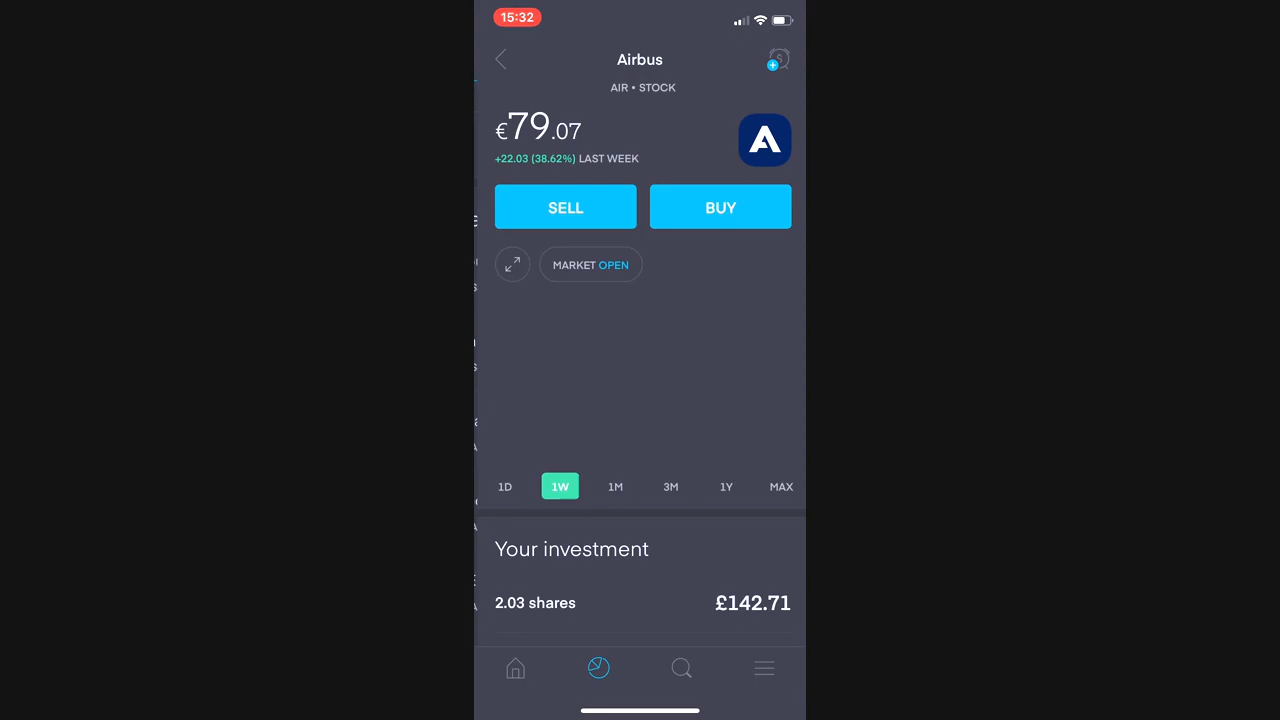 15:32
Airbus
AIR • STOCK
€79.07
+22.03 (38.62%) LAST WEEK
SELL BUY
MARKET OPEN
1D 1W 1M 3M 1Y MAX
Your investment
2.03 shares £142.71